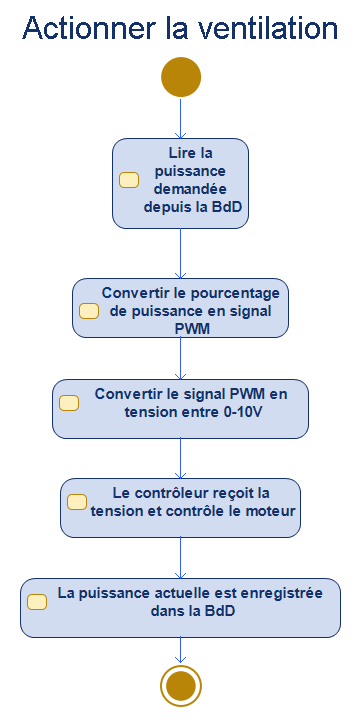 Actionner la ventilation
Lire la
puissance
demandée
depuis la BdD
Convertir le pourcentage
de puissance en signal
PWM
Convertir le signal PWM en
tension entre 0-10V
Le contrôleur reçoit la
tension et contrôle le moteur
La puissance actuelle est enregistrée
dans la BdD